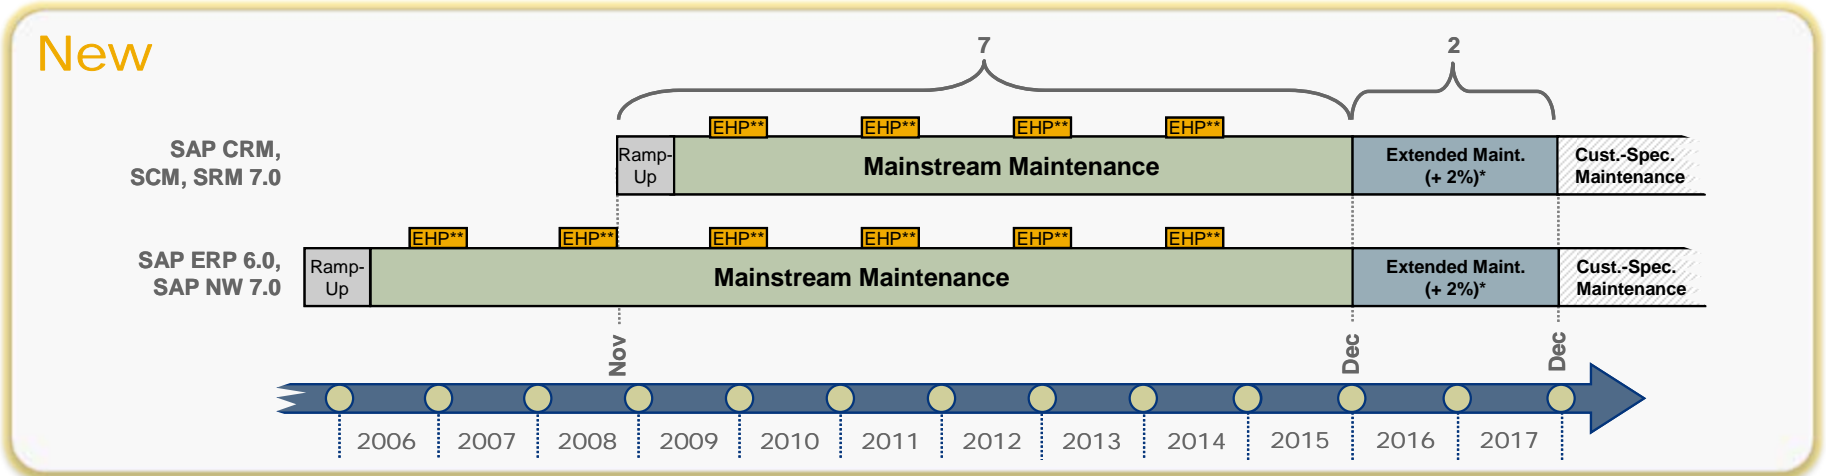 New
7
2
EHP**
EHP**
EHP**
EHP**
SAP CRM,
SCM, SRM 7.0
Ramp-
Up
Mainstream Maintenance
Extended Maint.
(+ 2%)*
Cust.-Spec.
Maintenance
EHP**
EHP**
EHP**
EHP**
EHP**
EHP**
SAP ERP 6.0,
SAP NW 7.0
Ramp-
Up
Mainstream Maintenance
Extended Maint.
(+ 2%)*
Cust.-Spec.
Maintenance
Nov
Dec
Dec
2006
2007
2008
2009
2010
2011
2012
2013
2014
2015
2016
2017